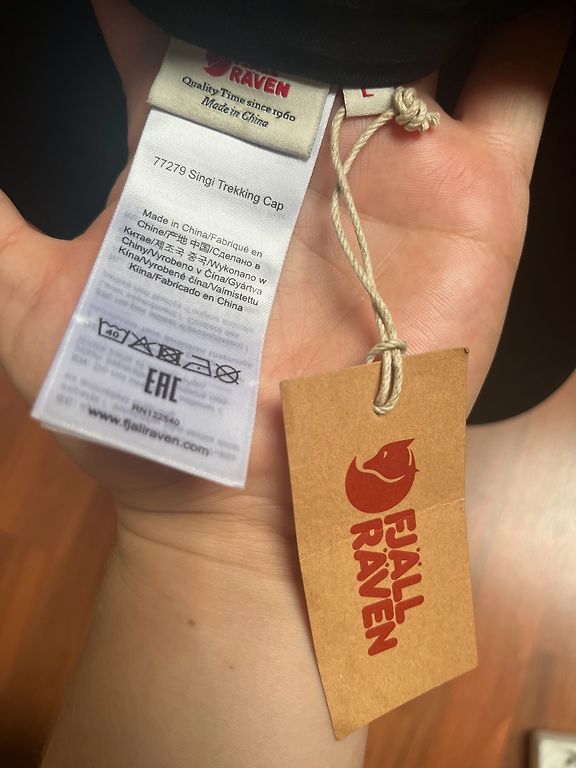 RAVEN
Quality Time since 1960
Made in China
L
77279 Singi Trekking Cap
Made in China/Fabriqué en
Chine/产地 中国/Сделано в
Китае/제조국 중국/Wykonano w
Chiny/Vyrobeno v Čína/Gyártva
Kína/Vyrobené čína/Valmistettu
Kiina/Fabricado en China
40
EAC
RN132540
www.fjallraven.com
FJÄLL
RÄVEN